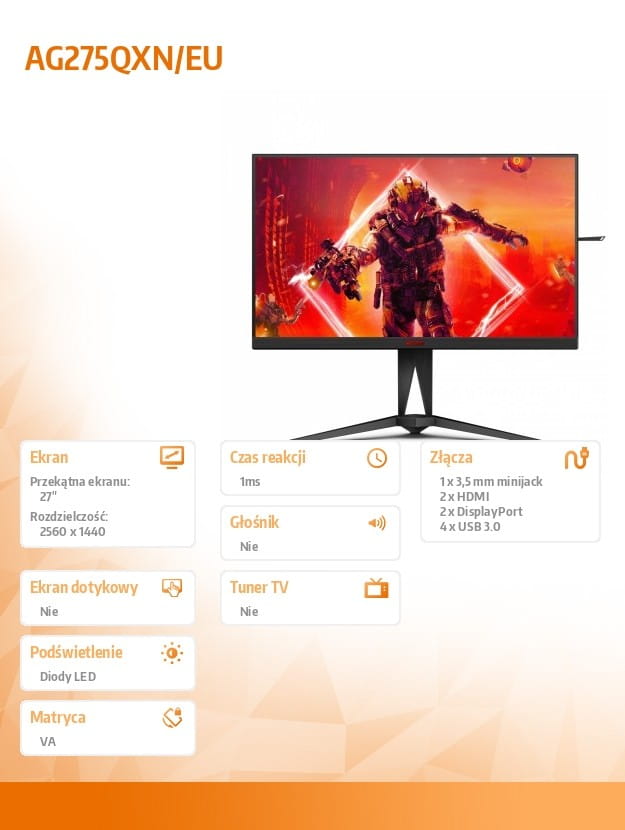 AG275QXN/EU
Ekran
Przekątna ekranu:
27"
Rozdzielczość:
2560 x 1440
Czas reakcji
1ms
Złącza
1 x 3,5 mm minijack
2 x HDMI
2 x DisplayPort
4 x USB 3.0
Głośnik
Nie
Ekran dotykowy
Nie
Tuner TV
Nie
Podświetlenie
Diody LED
Matryca
VA